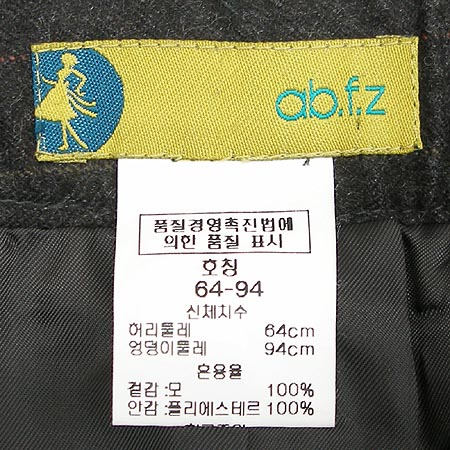 ab.f.z
품질경영촉진법에
의한 품질 표시
호칭
64-94
신체치수
허리둘레 64cm
엉덩이둘레 94cm
혼용율
겉감:모 100%
안감:폴리에스테르 100%